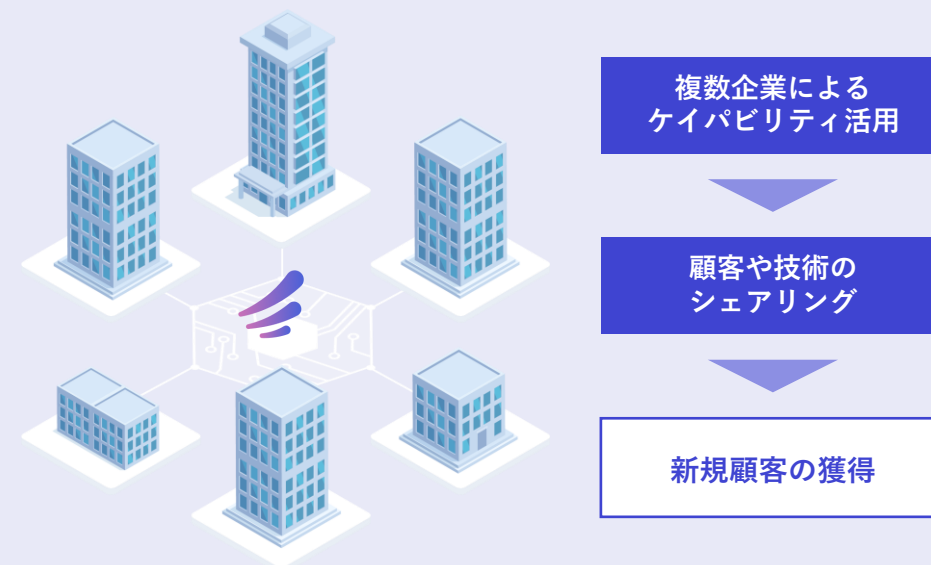 複数企業による
ケイパビリティ活用
顧客や技術の
シェアリング
新規顧客の獲得